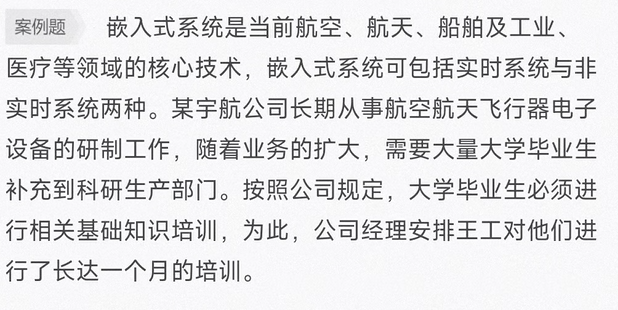 案例题 嵌入式系统是当前航空、航天、船舶及工业、
医疗等领域的核心技术，嵌入式系统可包括实时系统与非
实时系统两种。某宇航公司长期从事航空航天飞行器电子
设备的研制工作，随着业务的扩大，需要大量大学毕业生
补充到科研生产部门。按照公司规定，大学毕业生必须进
行相关基础知识培训，为此，公司经理安排王工对他们进
行了长达一个月的培训。